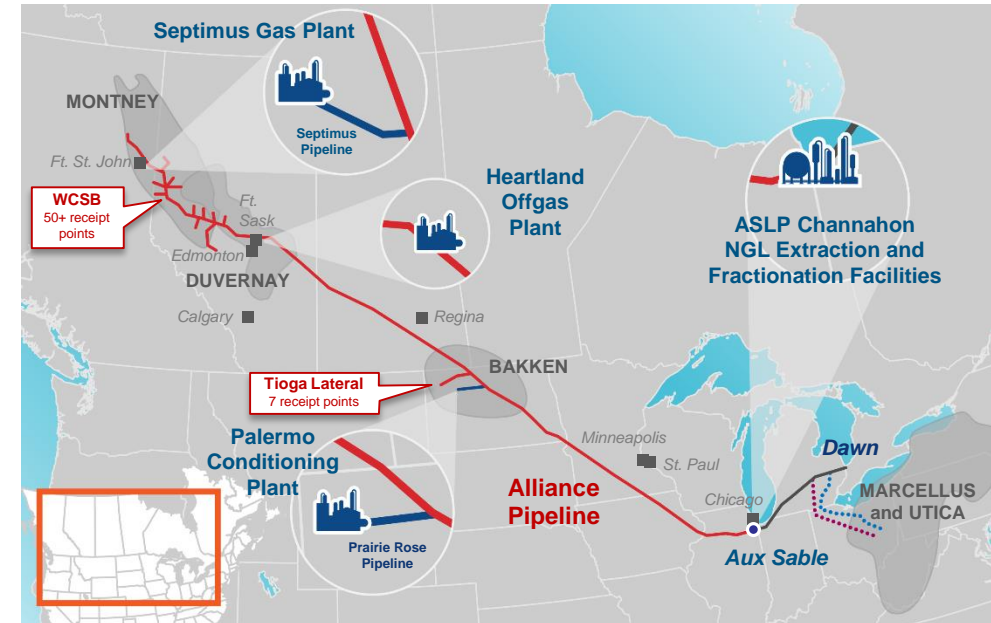 Septimus Gas Plant
MONTNEY
Septimus
Pipeline
Ft. St. John
WCSB
50+ receipt
points
Ft.
Sask
Edmonton
DUVERNAY
Heartland
Offgas
Plant
ASLP Channahon
NGL Extraction and
Fractionation Facilities
Calgary
Regina
BAKKEN
Tioga Lateral
7 receipt points
Palermo
Conditioning
Plant
Prairie Rose
Pipeline
Minneapolis
St. Paul
Alliance
Pipeline
Chicago
Dawn
MARCELLUS
and UTICA
Aux Sable